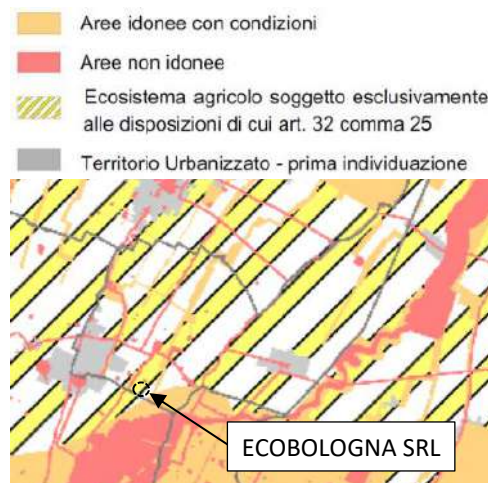 Aree idonee con condizioni
Aree non idonee
Ecosistema agricolo soggetto esclusivamente
alle disposizioni di cui art. 32 comma 25
Territorio Urbanizzato - prima individuazione
ECOBOLOGNA SRL